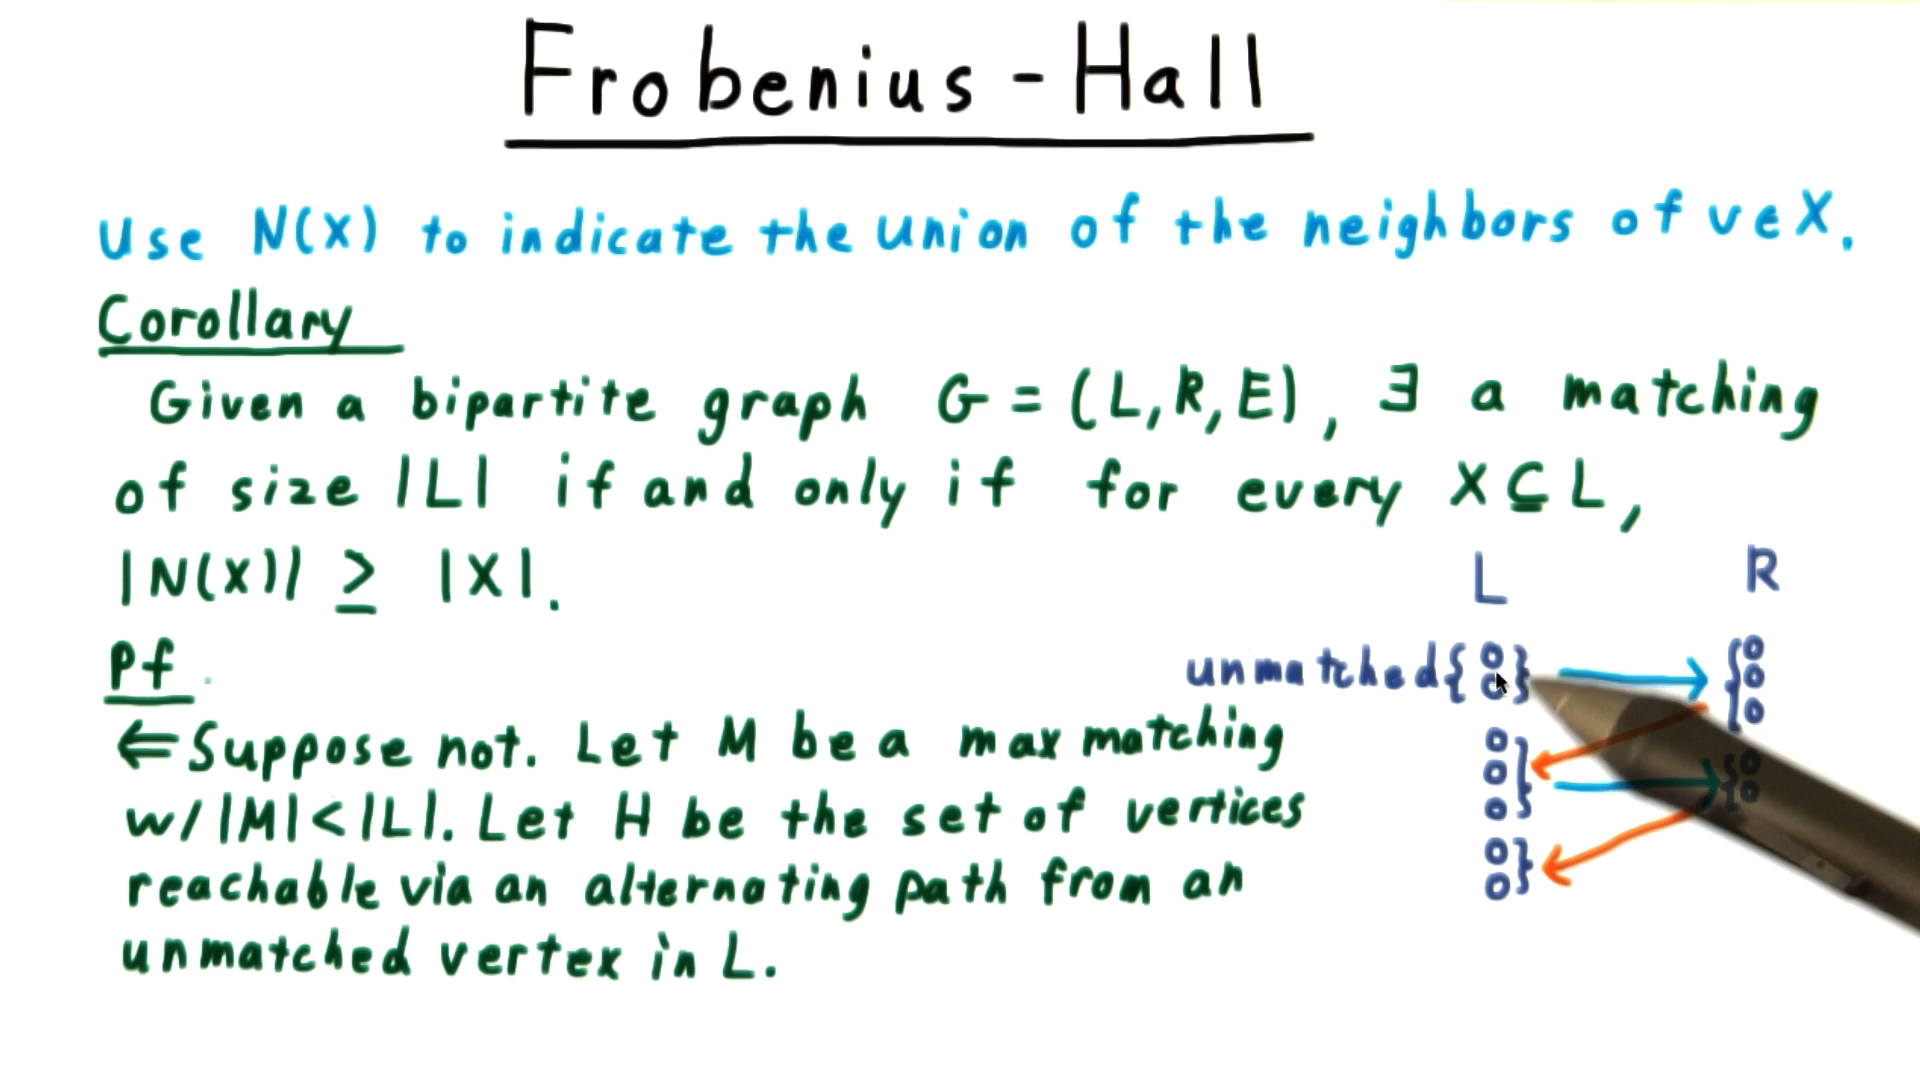 Frobenius - Hall
Use N(X) to indicate the union of the neighbors of v∈X.
Corollary
Given a bipartite graph G = (L,R,E), ∃ a matching
of size |L| if and only if for every X ⊆ L,
|N(X)| ≥ |X|.
L R
Pf
unmatched{
⇐ Suppose not. Let M be a max matching
w/ |M| < |L|. Let H be the set of vertices
reachable via an alternating path from an
unmatched vertex in L.